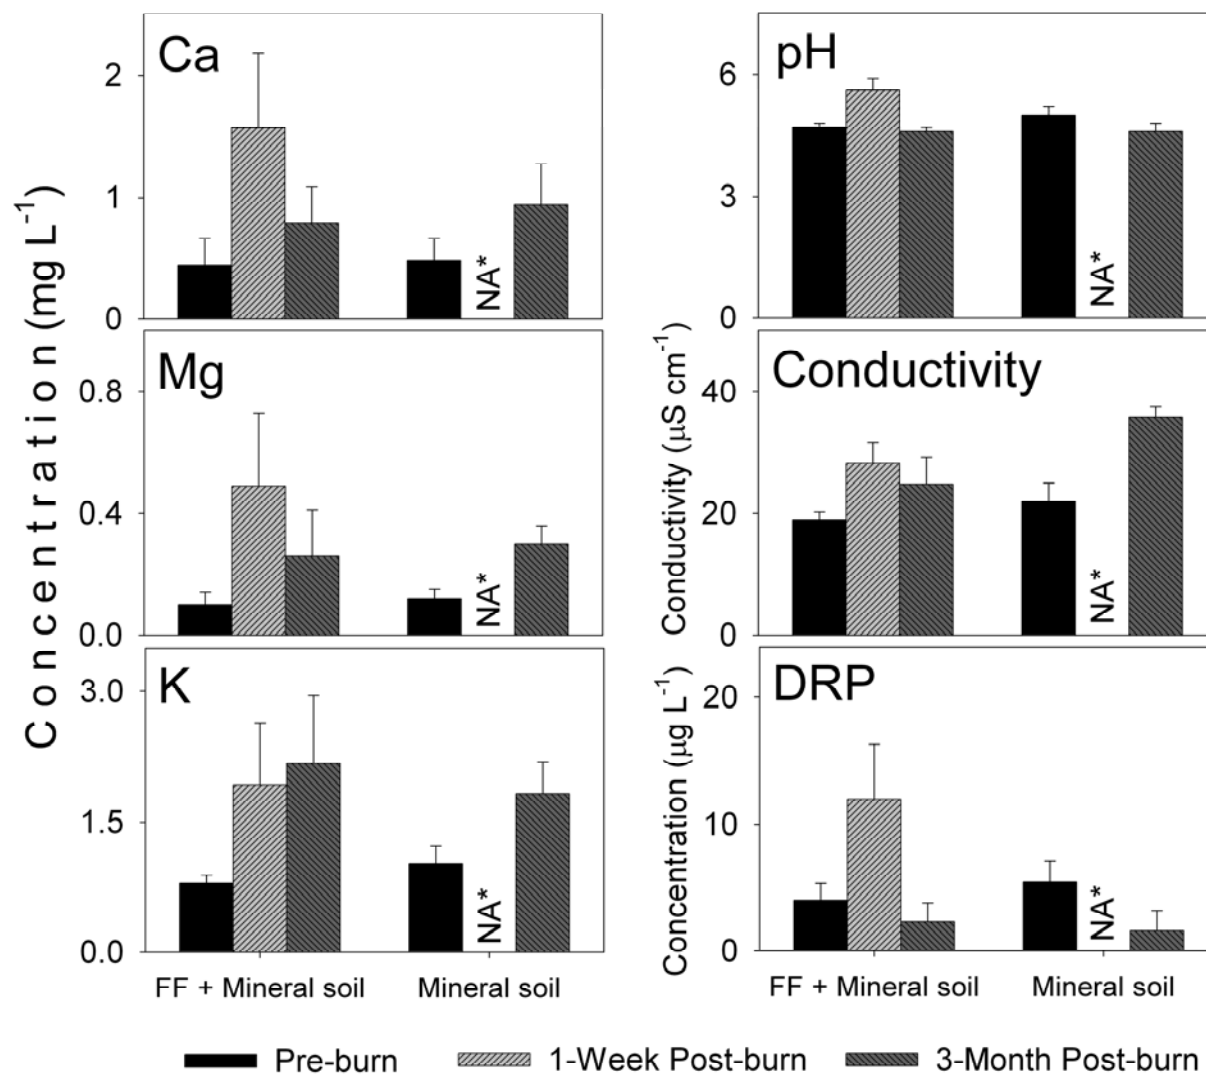 Concentration (mg L⁻¹)
Ca
2
1
0
NA*
Mg
0.8
0.4
0.0
NA*
K
3.0
1.5
0.0
NA*
FF + Mineral soil
Mineral soil
pH
6
3
0
NA*
Conductivity (μS cm⁻¹)
Conductivity
40
20
0
NA*
Concentration (μg L⁻¹)
DRP
20
10
0
NA*
FF + Mineral soil
Mineral soil
Pre-burn
1-Week Post-burn
3-Month Post-burn